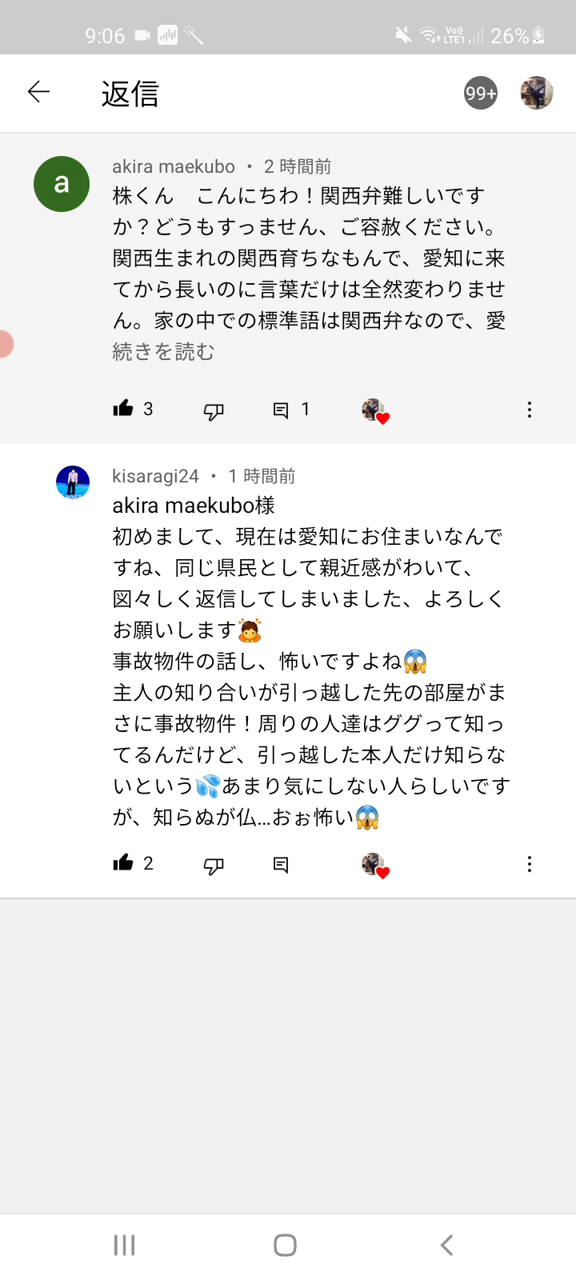 9:06
Vo)) LTE1 26%
返信
99+
a
akira maekubo ・ 2 時間前
株くん　こんにちわ！関西弁難しいです
か？どうもすっません、ご容赦ください。
関西生まれの関西育ちなもんで、愛知に来
てから長いのに言葉だけは全然変わりませ
ん。家の中での標準語は関西弁なので、愛
続きを読む
3
1
kisaragi24 ・ 1 時間前
akira maekubo様
初めまして、現在は愛知にお住まいなんで
すね、同じ県民として親近感がわいて、
図々しく返信してしまいました、よろしく
お願いします🙇
事故物件の話し、怖いですよね😱
主人の知り合いが引っ越した先の部屋がま
さに事故物件！周りの人達はググって知っ
てるんだけど、引っ越した本人だけ知らな
いという💦あまり気にしない人らしいです
が、知らぬが仏...おぉ怖い😱
2